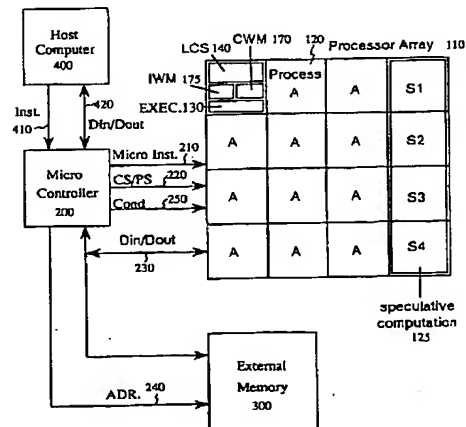 Host
Computer
400
Inst.
410
420
Din/Dout
Micro
Controller
200
Micro Inst. 210
CS/PS 220
Cond 250
Din/Dout
230
ADR. 240
External
Memory
300
CWM 170
LCS 140
120
Processor Array 110
IWM
175
EXEC.130
Process
A
A
S1
A
A
A
S2
A
A
A
S3
A
A
A
S4
speculative
computation
125